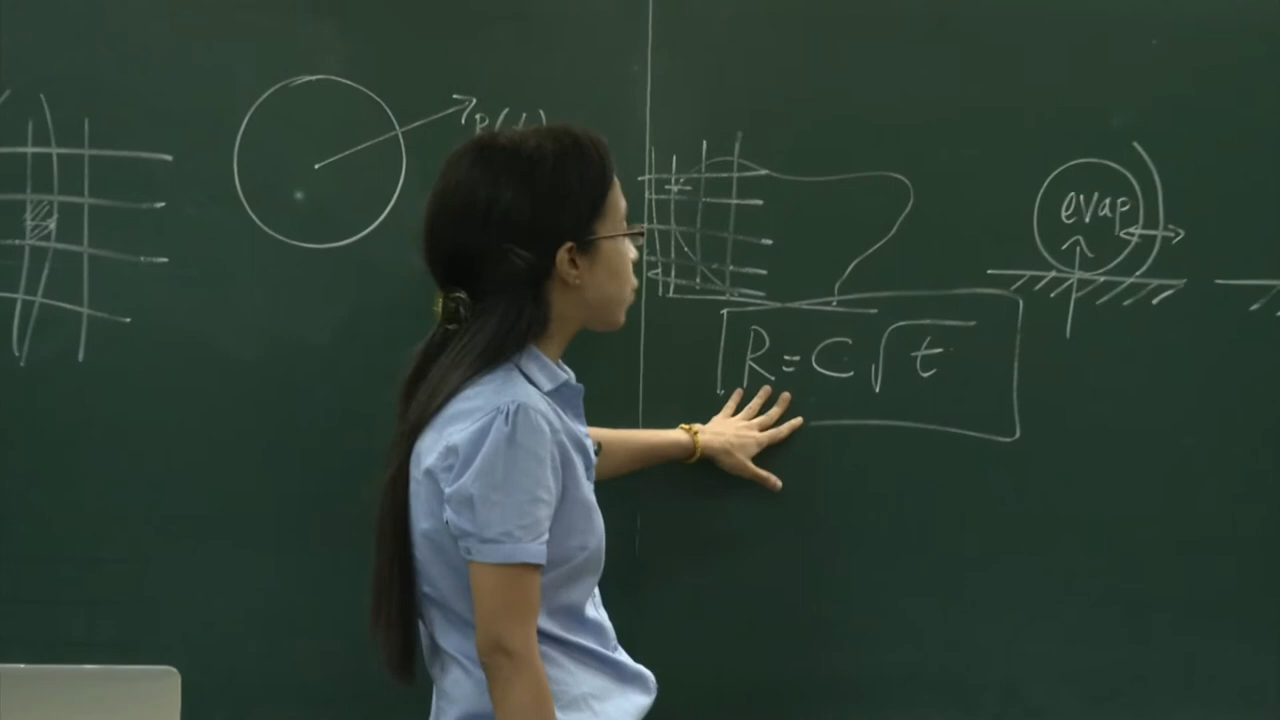 R(t)
evap
R = C √t